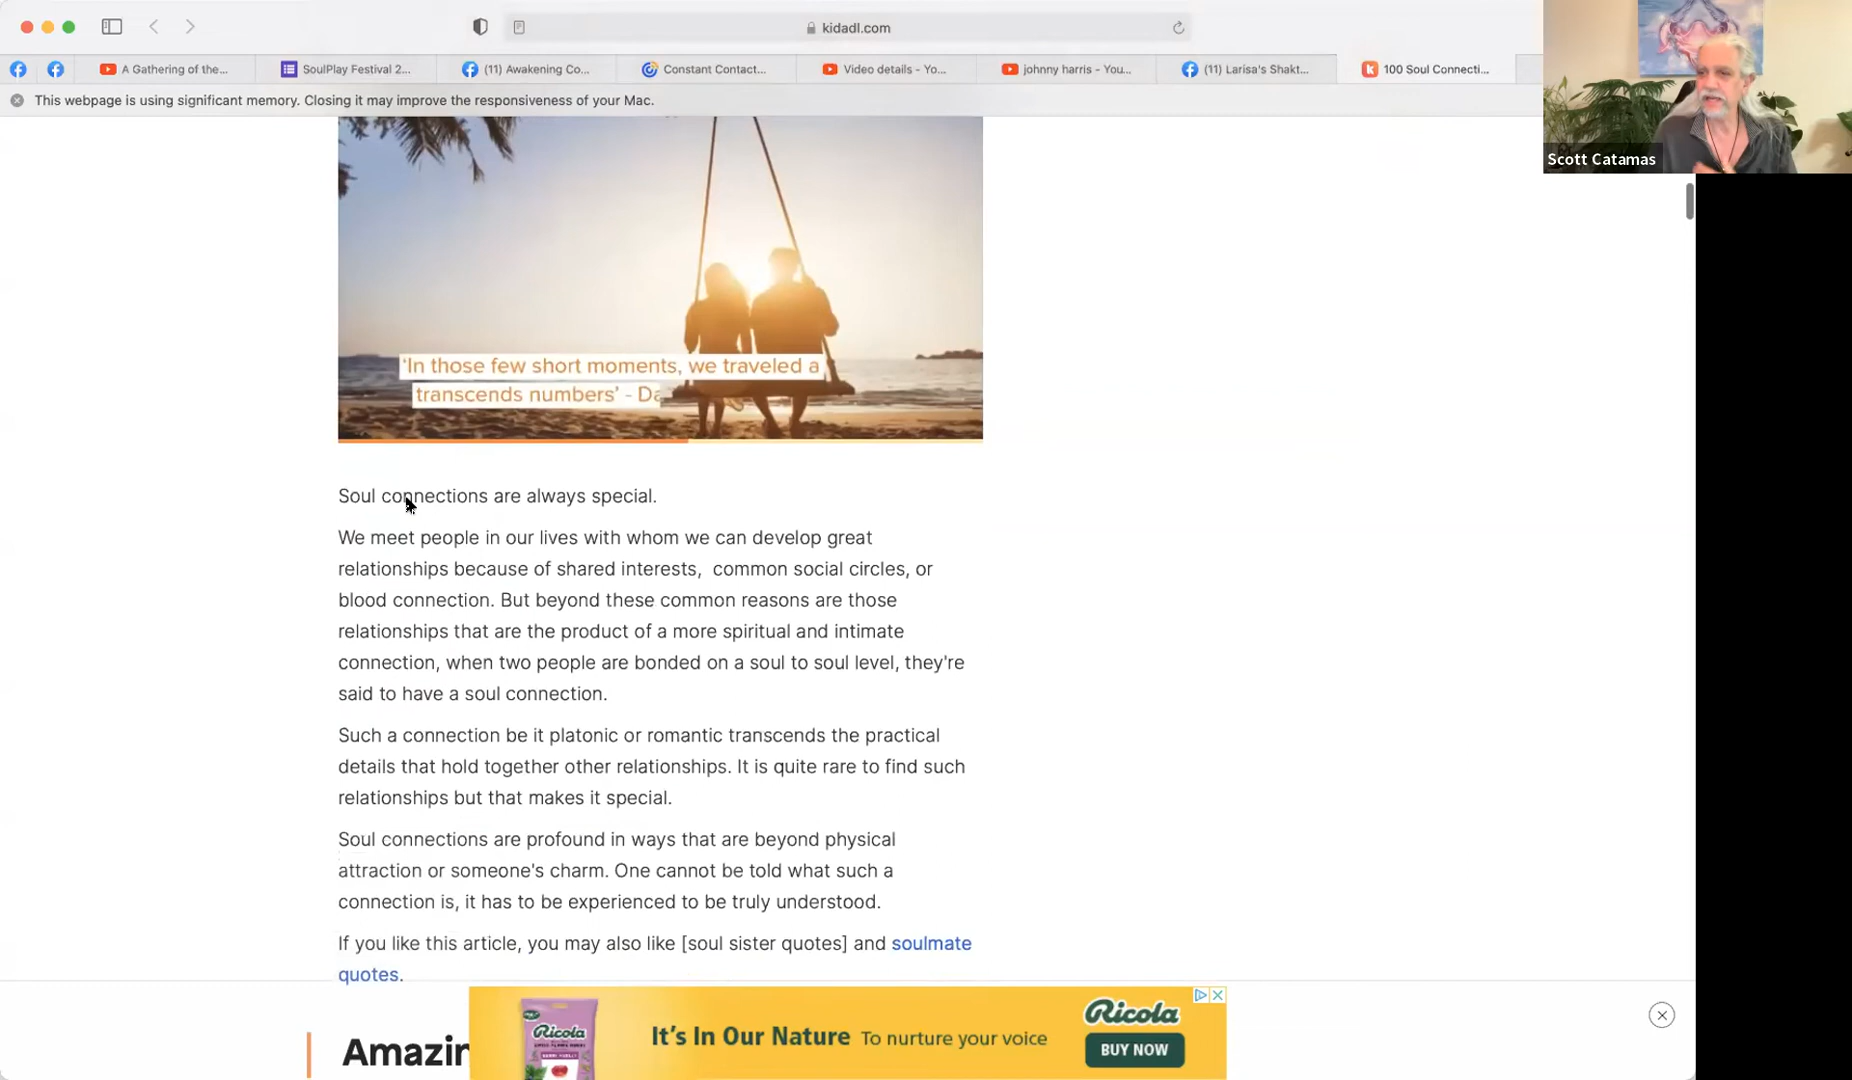 kidadl.com
A Gathering of the...
SoulPlay Festival 2...
(11) Awakening Co...
Constant Contact...
Video details - Yo...
johnny harris - You...
(11) Larisa's Shakt...
100 Soul Connecti...
This webpage is using significant memory. Closing it may improve the responsiveness of your Mac.
Scott Catamas
'In those few short moments, we traveled a
transcends numbers' - Da
Soul connections are always special.
We meet people in our lives with whom we can develop great
relationships because of shared interests, common social circles, or
blood connection. But beyond these common reasons are those
relationships that are the product of a more spiritual and intimate
connection, when two people are bonded on a soul to soul level, they're
said to have a soul connection.
Such a connection be it platonic or romantic transcends the practical
details that hold together other relationships. It is quite rare to find such
relationships but that makes it special.
Soul connections are profound in ways that are beyond physical
attraction or someone's charm. One cannot be told what such a
connection is, it has to be experienced to be truly understood.
If you like this article, you may also like [soul sister quotes] and soulmate
quotes.
Amazin
Ricola
It's In Our Nature To nurture your voice
Ricola
BUY NOW